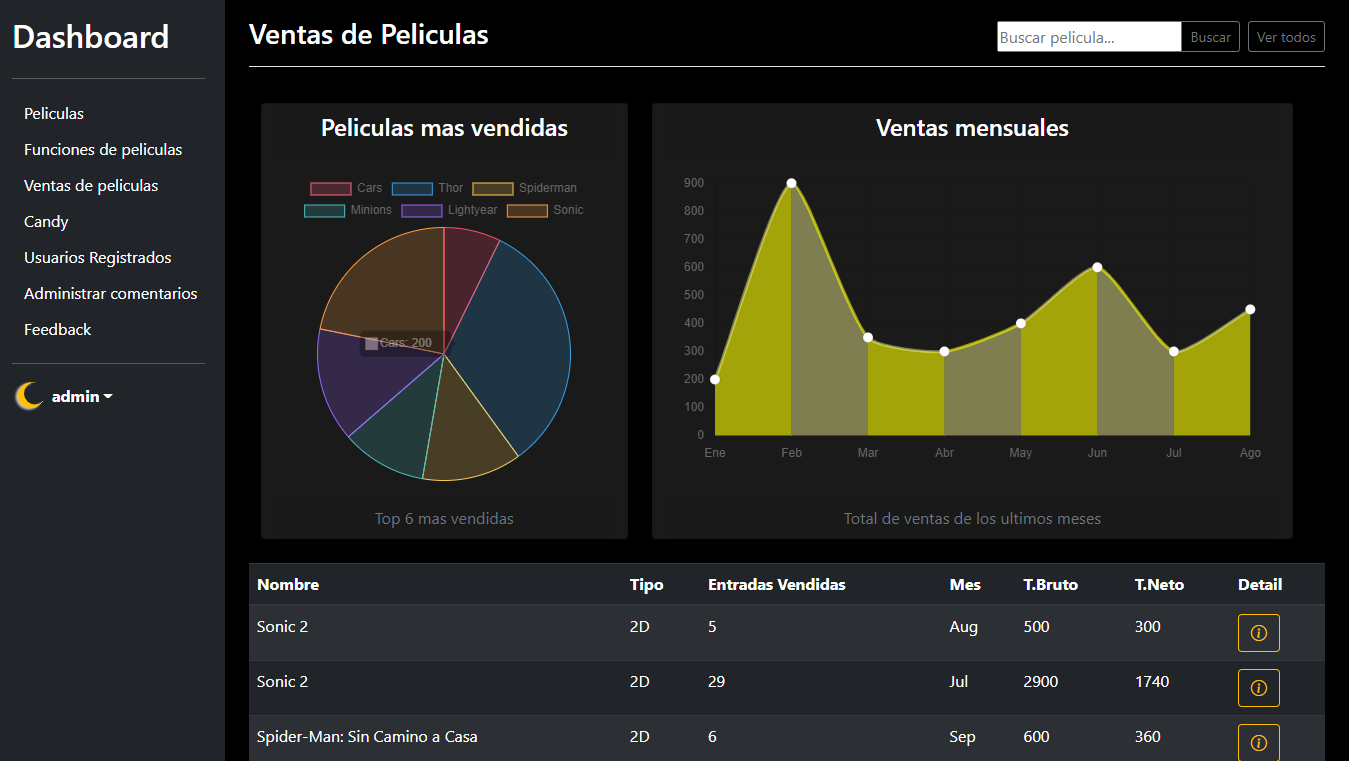 Dashboard
Peliculas
Funciones de peliculas
Ventas de peliculas
Candy
Usuarios Registrados
Administrar comentarios
Feedback
admin
Ventas de Peliculas
Buscar pelicula... Buscar Ver todos
Peliculas mas vendidas
Cars Thor Spiderman
Minions Lightyear Sonic
Cars: 200
Top 6 mas vendidas
Ventas mensuales
900
800
700
600
500
400
300
200
100
0
Ene Feb Mar Abr May Jun Jul Ago
Total de ventas de los ultimos meses
Nombre Tipo Entradas Vendidas Mes T.Bruto T.Neto Detail
Sonic 2 2D 5 Aug 500 300
Sonic 2 2D 29 Jul 2900 1740
Spider-Man: Sin Camino a Casa 2D 6 Sep 600 360